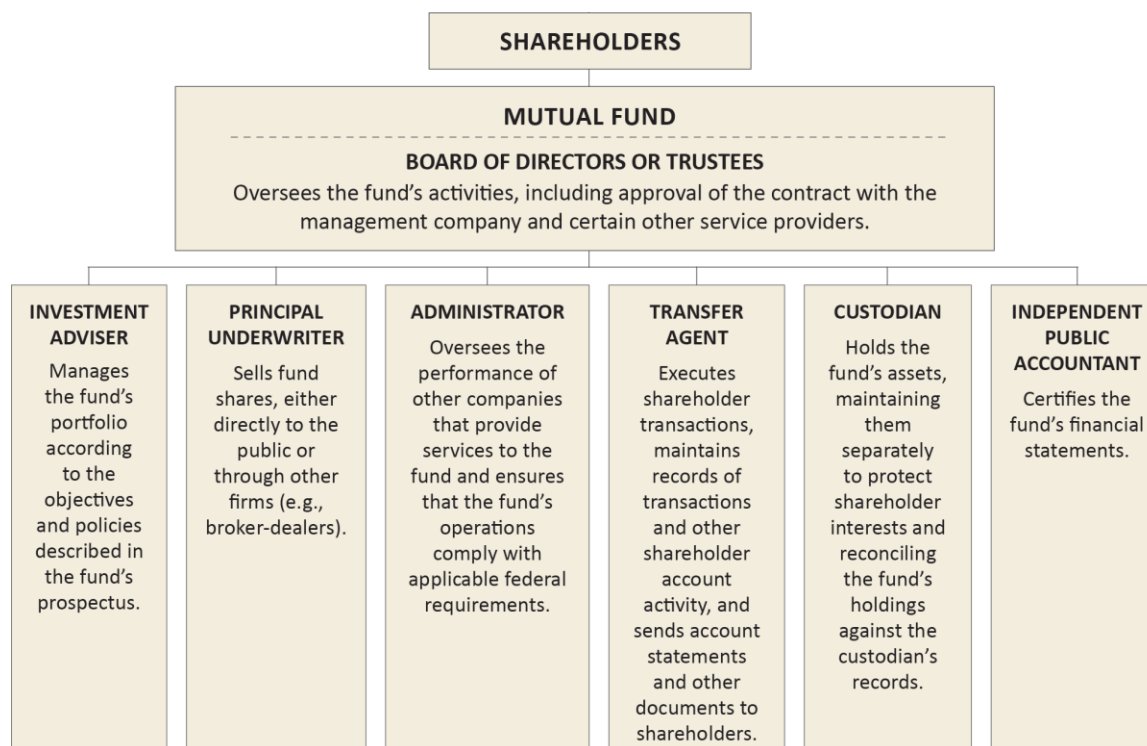 SHAREHOLDERS
MUTUAL FUND
BOARD OF DIRECTORS OR TRUSTEES
Oversees the fund’s activities, including approval of the contract with the
management company and certain other service providers.
INVESTMENT
ADVISER
Manages
the fund’s
portfolio
according
to the
objectives
and policies
described in
the fund’s
prospectus.
PRINCIPAL
UNDERWRITER
Sells fund
shares, either
directly to the
public or
through other
firms (e.g.,
broker-dealers).
ADMINISTRATOR
Oversees the
performance of
other companies
that provide
services to the
fund and ensures
that the fund’s
operations
comply with
applicable federal
requirements.
TRANSFER
AGENT
Executes
shareholder
transactions,
maintains
records of
transactions
and other
shareholder
account
activity, and
sends account
statements
and other
documents to
shareholders.
CUSTODIAN
Holds the
fund’s assets,
maintaining
them
separately
to protect
shareholder
interests and
reconciling
the fund’s
holdings
against the
custodian’s
records.
INDEPENDENT
PUBLIC
ACCOUNTANT
Certifies the
fund’s financial
statements.